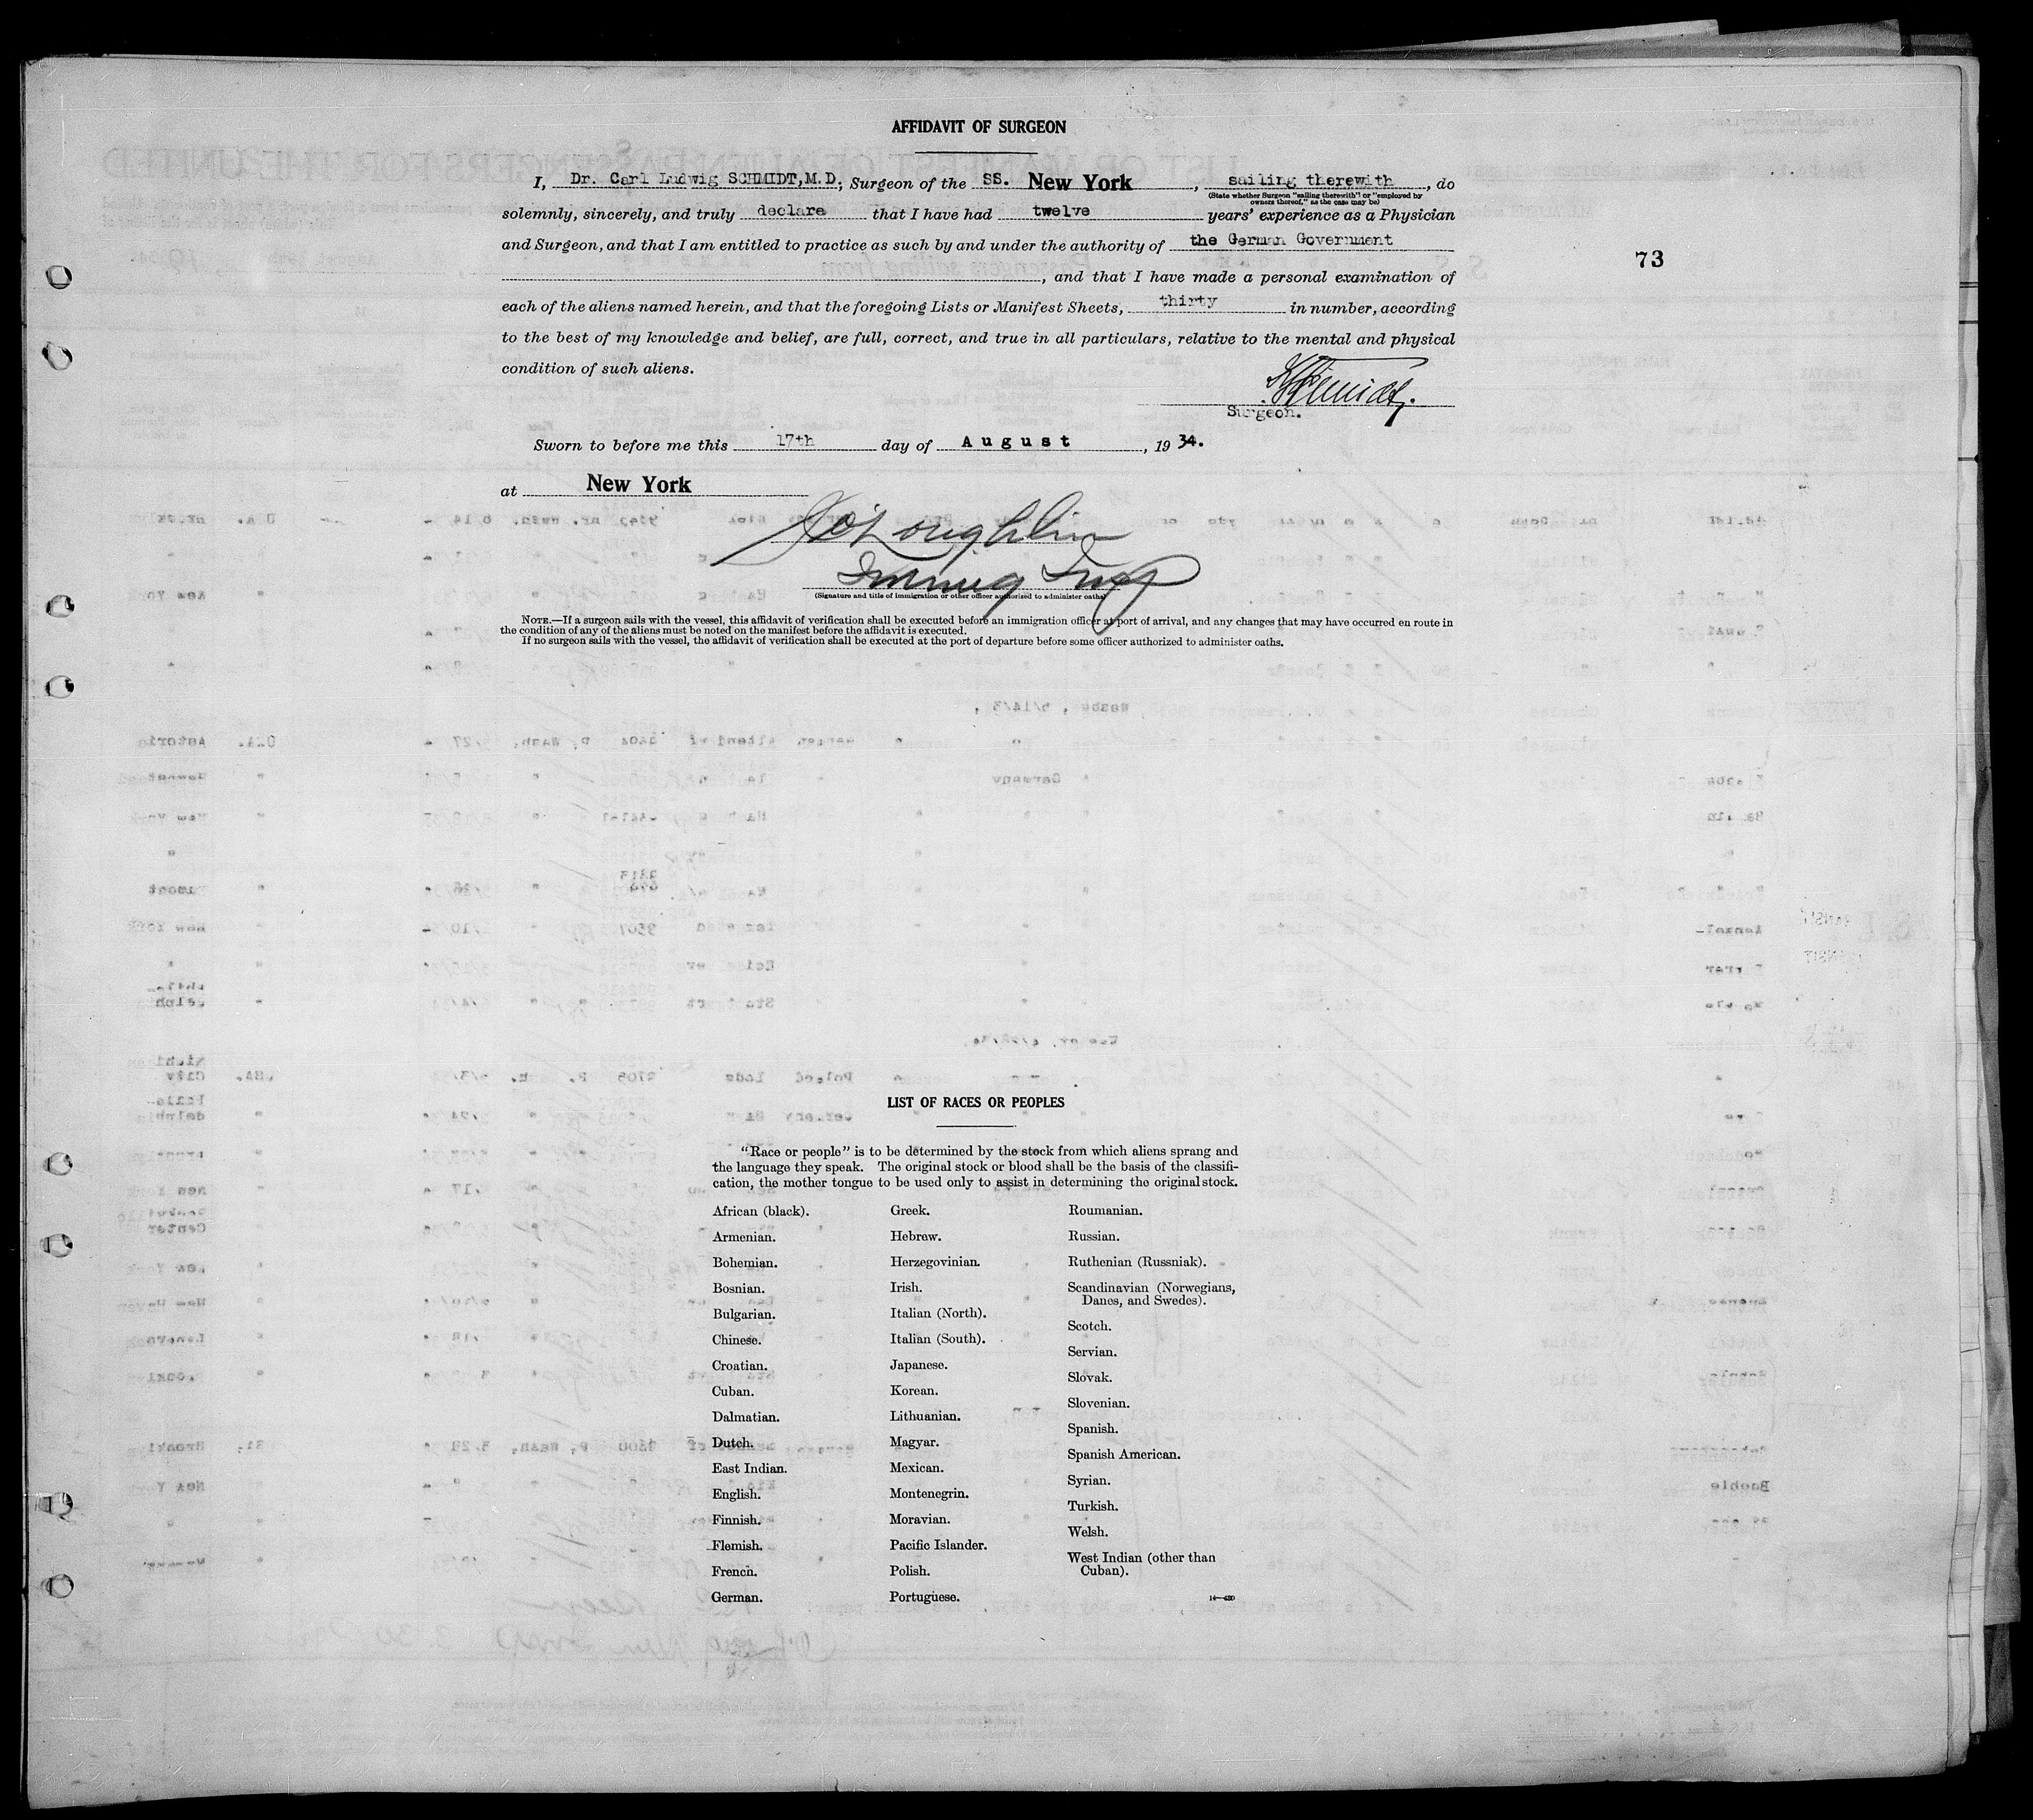 AFFIDAVIT OF SURGEON
I, Dr. Carl Ludwig SCHMIDT, M.D., Surgeon of the SS. New York, sailing therewith, do
(State whether Surgeon "sailing therewith" or "employed by
owners thereof," as the case may be)
solemnly, sincerely, and truly declare that I have had twelve years' experience as a Physician
and Surgeon, and that I am entitled to practice as such by and under the authority of the German Government
73
, and that I have made a personal examination of
each of the aliens named herein, and that the foregoing Lists or Manifest Sheets, thirty in number, according
to the best of my knowledge and belief, are full, correct, and true in all particulars, relative to the mental and physical
condition of such aliens.
Schmidt.
Surgeon.
Sworn to before me this 17th day of August, 19 34.
at New York
O'Loughlin
Immig Insp
(Signature and title of immigration or other officer authorized to administer oaths)
NOTE.—If a surgeon sails with the vessel, this affidavit of verification shall be executed before an immigration officer at port of arrival, and any changes that may have occurred en route in
the condition of any of the aliens must be noted on the manifest before the affidavit is executed.
If no surgeon sails with the vessel, the affidavit of verification shall be executed at the port of departure before some officer authorized to administer oaths.
LIST OF RACES OR PEOPLES
"Race or people" is to be determined by the stock from which aliens sprang and
the language they speak. The original stock or blood shall be the basis of the classifi-
cation, the mother tongue to be used only to assist in determining the original stock.
African (black).
Armenian.
Bohemian.
Bosnian.
Bulgarian.
Chinese.
Croatian.
Cuban.
Dalmatian.
Dutch.
East Indian.
English.
Finnish.
Flemish.
French.
German.
Greek.
Hebrew.
Herzegovinian.
Irish.
Italian (North).
Italian (South).
Japanese.
Korean.
Lithuanian.
Magyar.
Mexican.
Montenegrin.
Moravian.
Pacific Islander.
Polish.
Portuguese.
Roumanian.
Russian.
Ruthenian (Russniak).
Scandinavian (Norwegians,
Danes, and Swedes).
Scotch.
Servian.
Slovak.
Slovenian.
Spanish.
Spanish American.
Syrian.
Turkish.
Welsh.
West Indian (other than
Cuban).